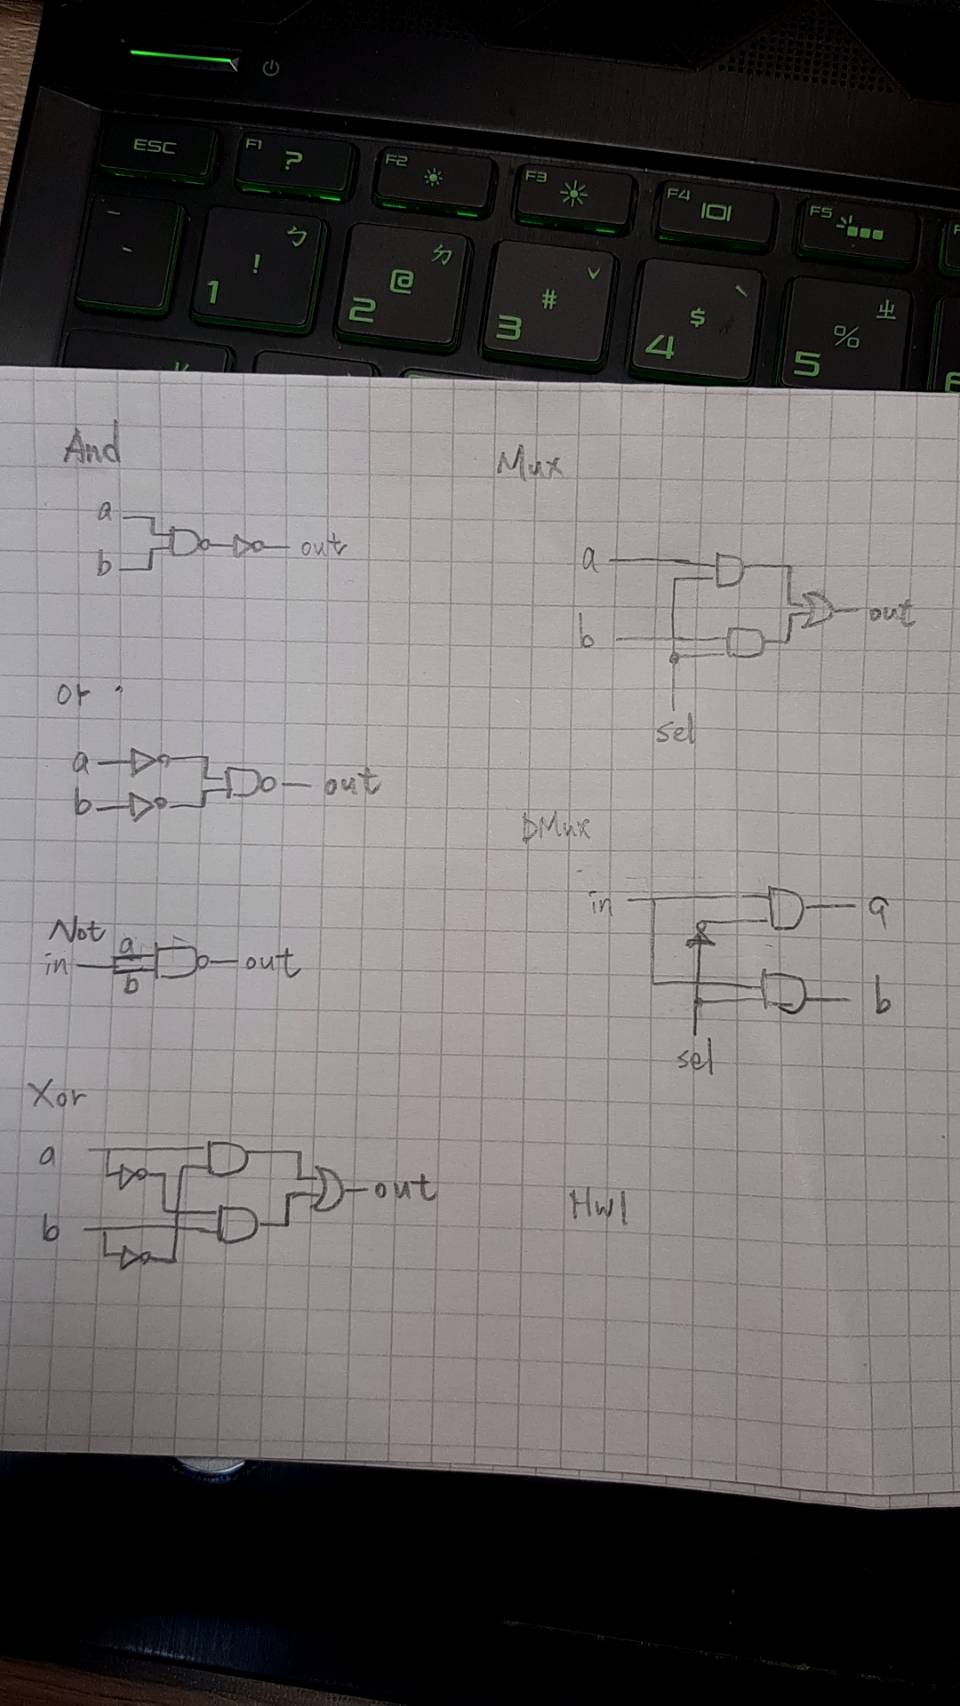 ESC
F1 ?
F2
F3
F4
F5
- -
! ㄅ 1
@ ㄉ 2
# ˇ 3
$ ˋ 4
% ㄓ 5
And
a
b
out
or
a
b
out
Not
in
a
b
out
Xor
a
b
out
Mux
a
b
out
sel
DMux
in
a
b
sel
HW1